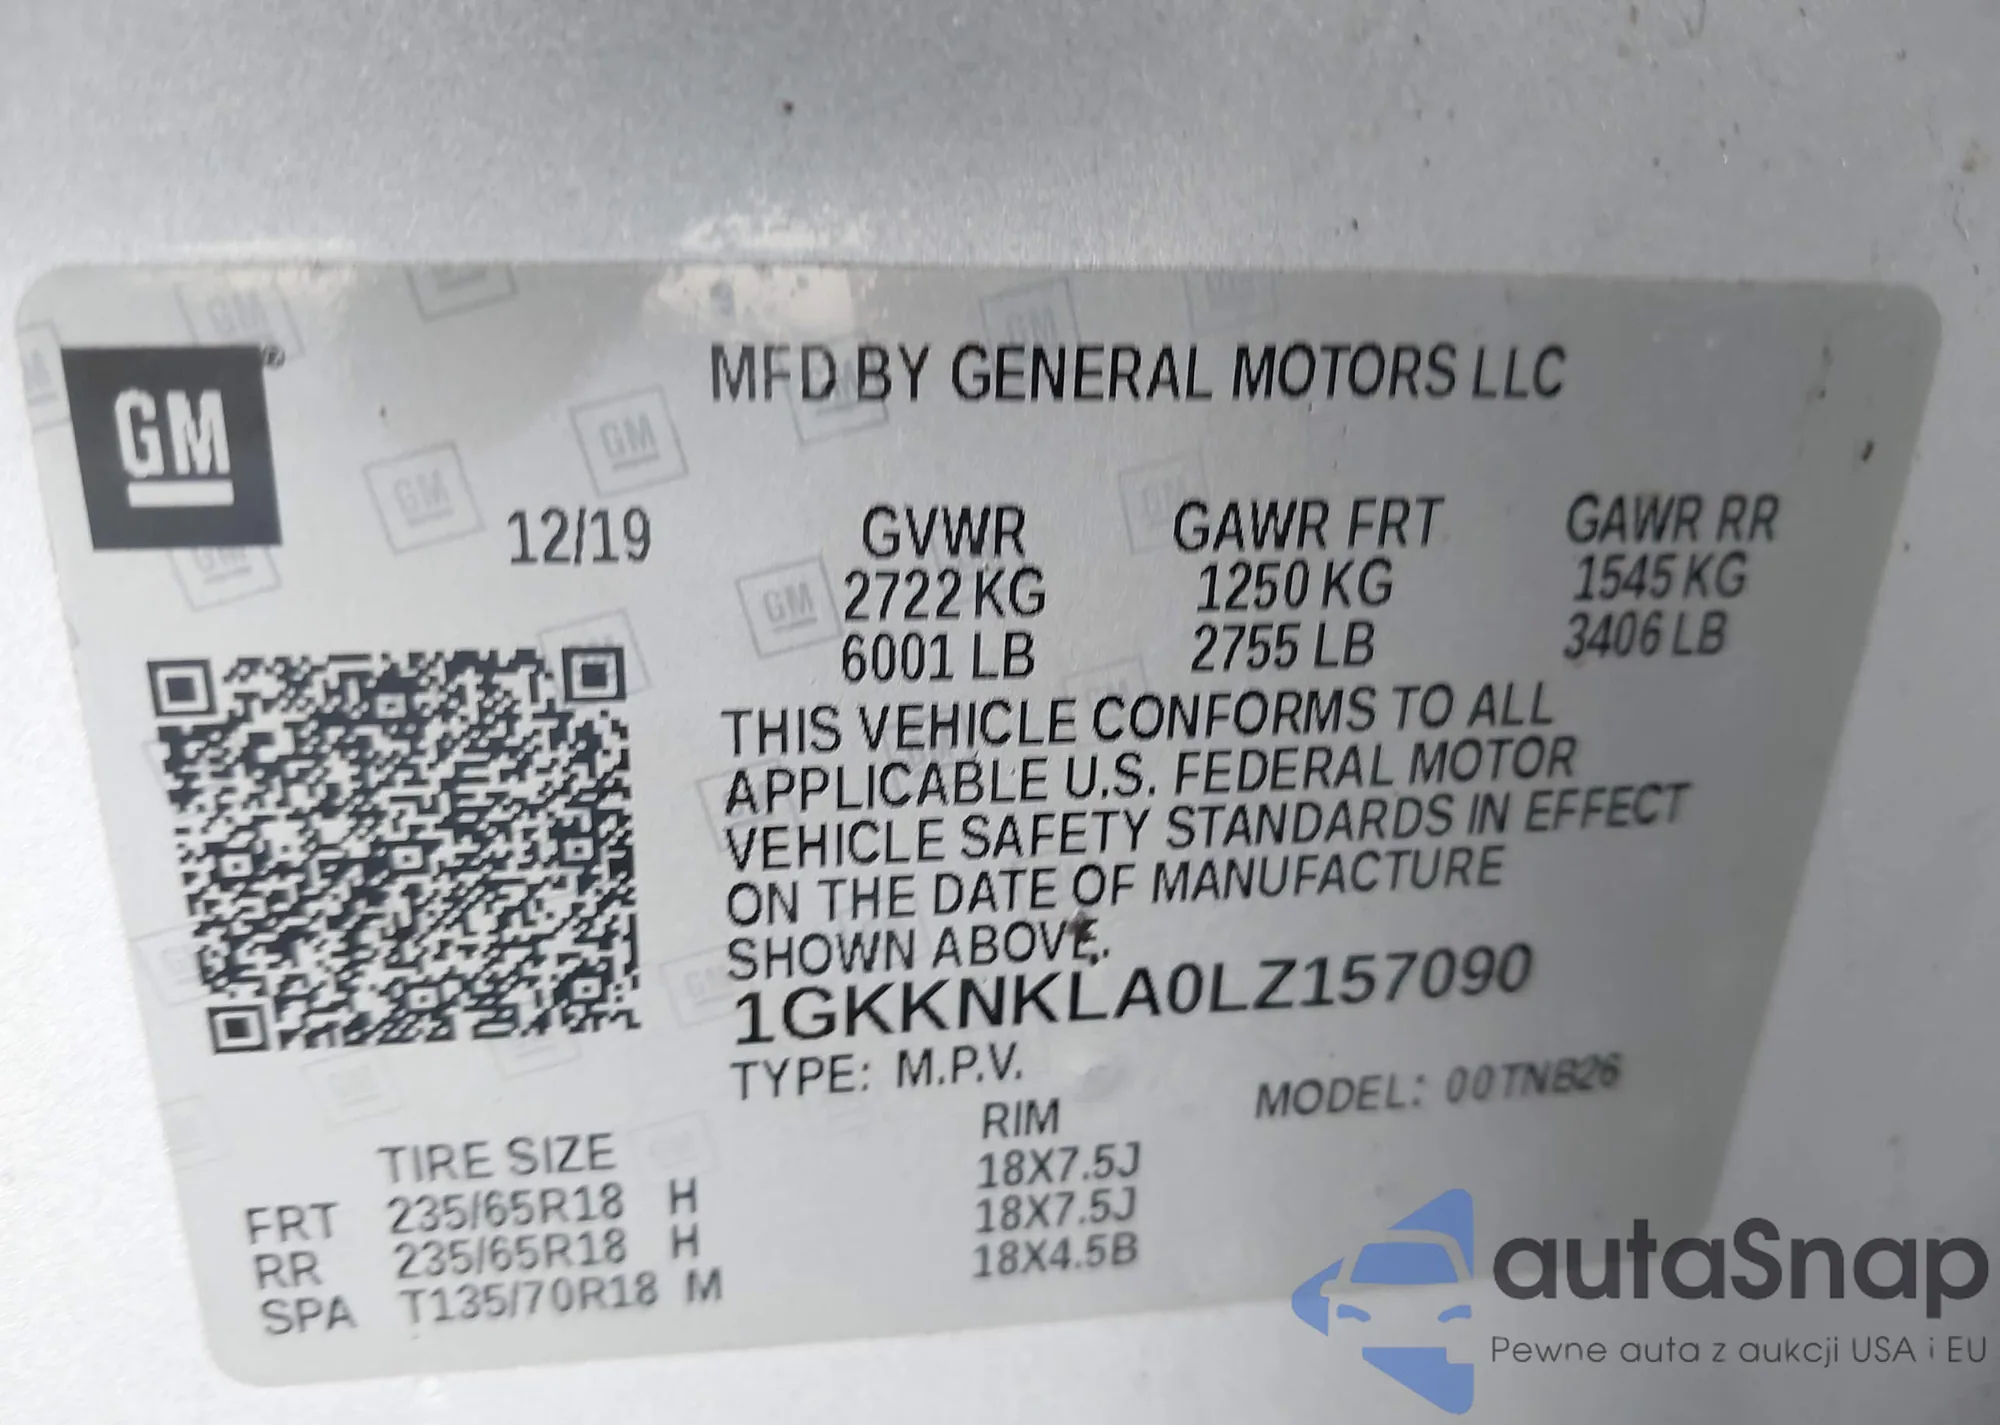 GM®
MFD BY GENERAL MOTORS LLC
12/19 GVWR GAWR FRT GAWR RR
2722 KG 1250 KG 1545 KG
6001 LB 2755 LB 3406 LB
THIS VEHICLE CONFORMS TO ALL
APPLICABLE U.S. FEDERAL MOTOR
VEHICLE SAFETY STANDARDS IN EFFECT
ON THE DATE OF MANUFACTURE
SHOWN ABOVE.
1GKKNKLA0LZ157090
TYPE: M.P.V. MODEL: 00TNB26
TIRE SIZE RIM
FRT 235/65R18 H 18X7.5J
RR 235/65R18 H 18X7.5J
SPA T135/70R18 M 18X4.5B
autaSnap
Pewne auta z aukcji USA i EU